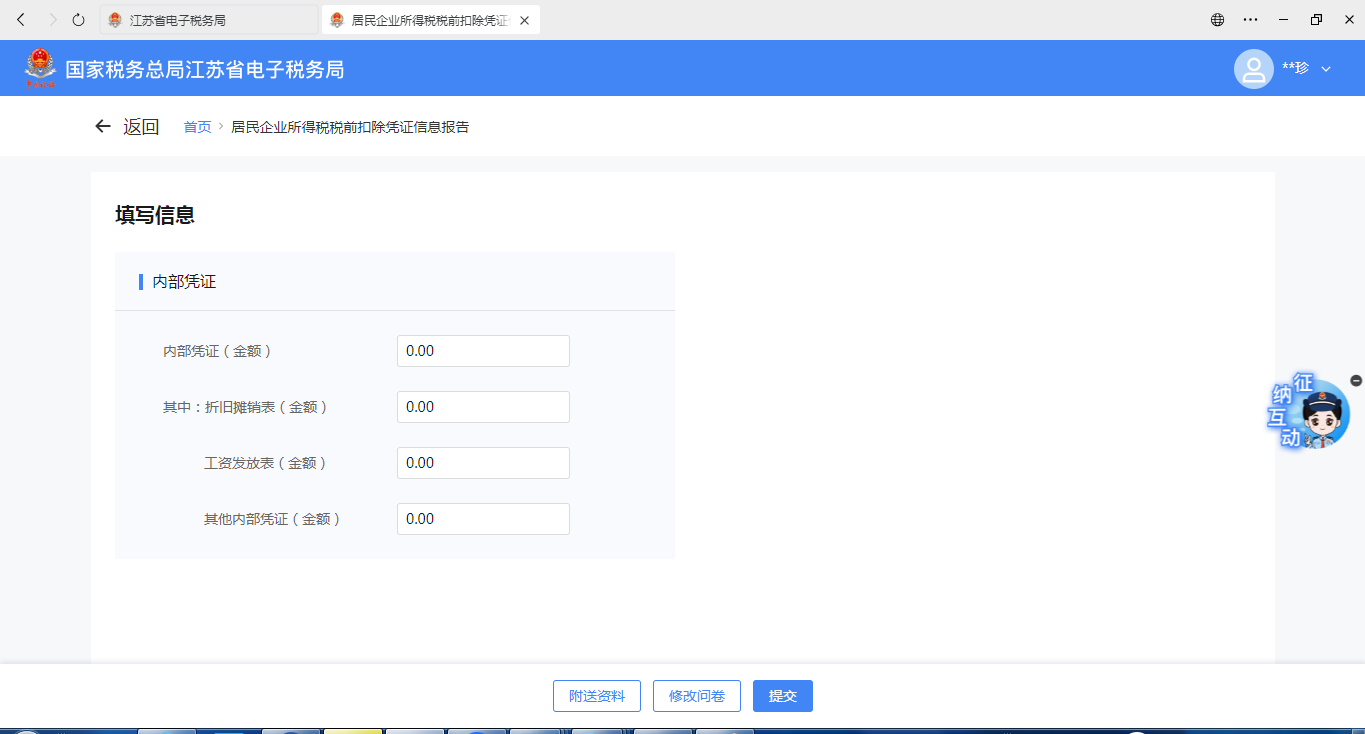 江苏省电子税务局
居民企业所得税税前扣除凭证
国家税务总局江苏省电子税务局
**珍
返回
首页 > 居民企业所得税税前扣除凭证信息报告
填写信息
内部凭证
内部凭证（金额） 0.00
其中：折旧摊销表（金额） 0.00
工资发放表（金额） 0.00
其他内部凭证（金额） 0.00
征纳互动
附送资料
修改问卷
提交